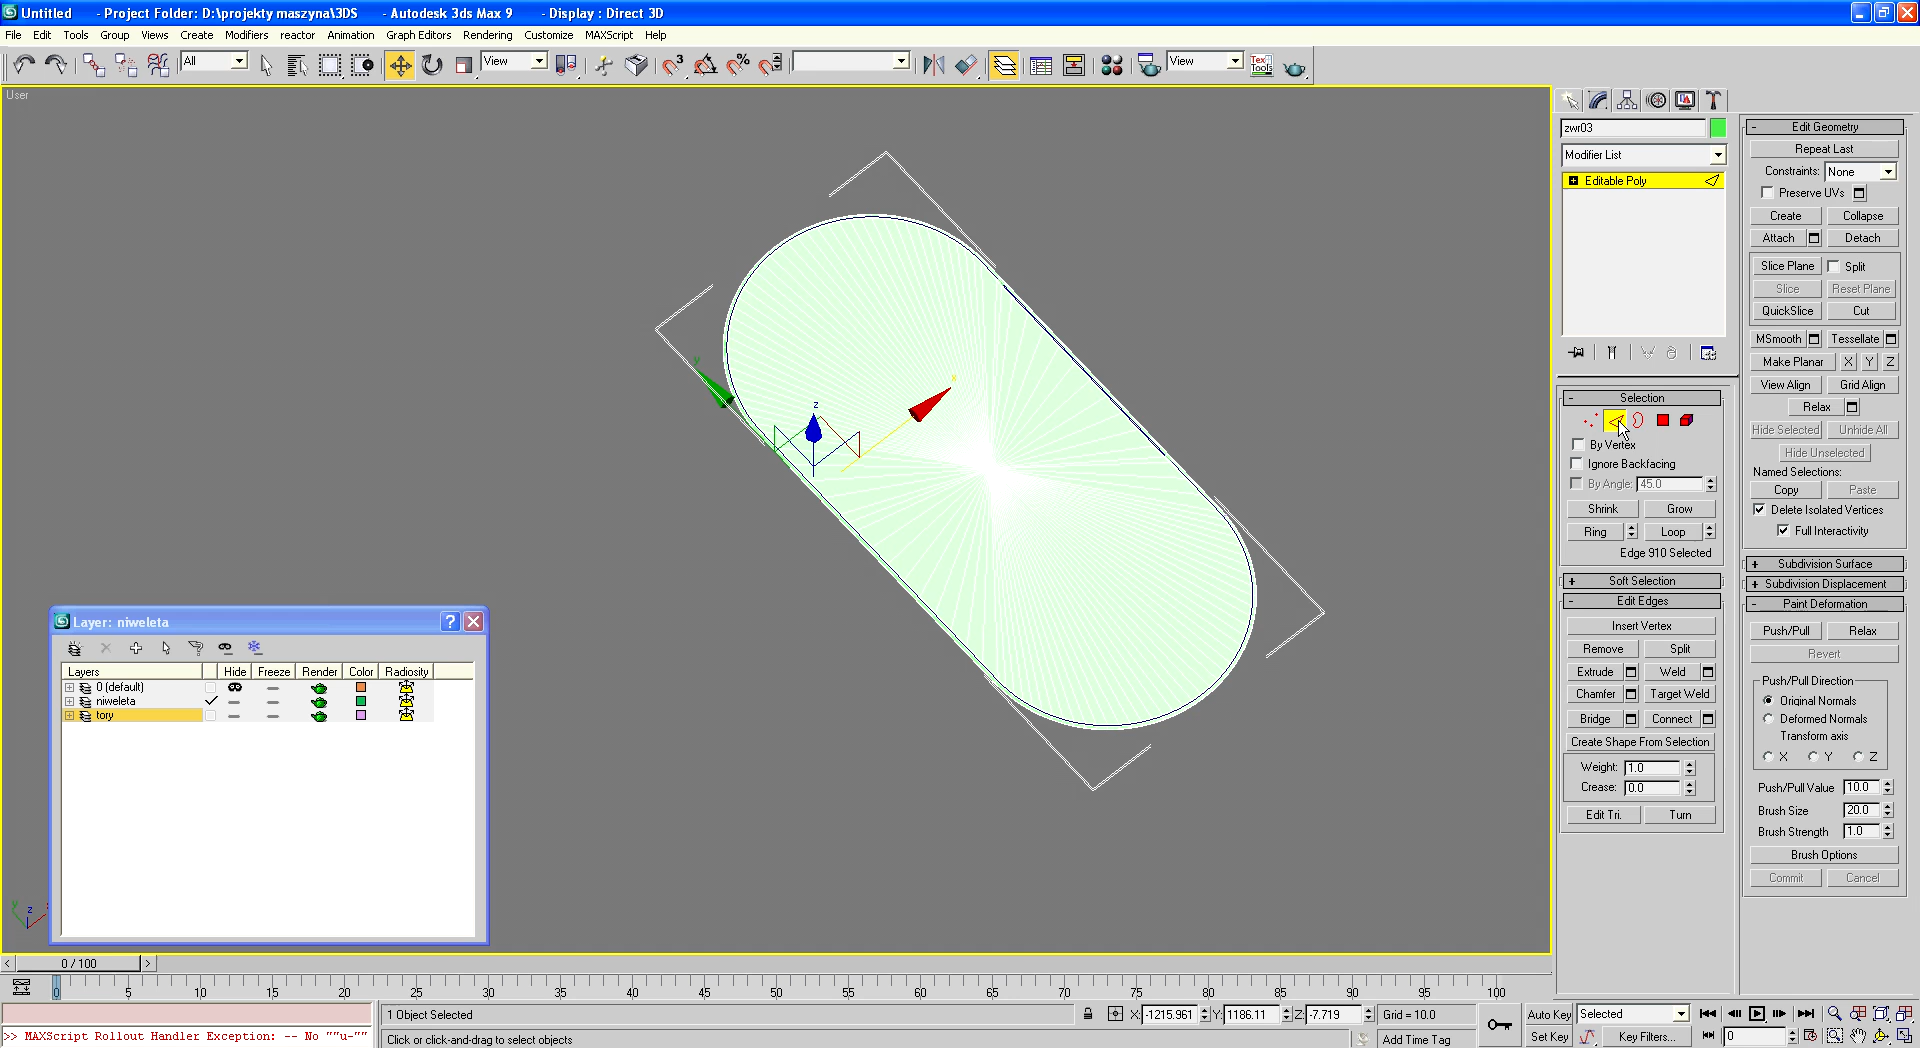 Untitled - Project Folder: D:\projekty maszyna\3DS - Autodesk 3ds Max 9 - Display : Direct 3D
File Edit Tools Group Views Create Modifiers reactor Animation Graph Editors Rendering Customize MAXScript Help
All View 3 % View Tex Tools
User
zwr03
Modifier List
Editable Poly
Selection
By Vertex
Ignore Backfacing
By Angle: 45.0
Shrink Grow
Ring Loop
Edge 910 Selected
Soft Selection
Edit Edges
Insert Vertex
Remove Split
Extrude Weld
Chamfer Target Weld
Bridge Connect
Create Shape From Selection
Weight: 1.0
Crease: 0.0
Edit Tri. Turn
Edit Geometry
Repeat Last
Constraints: None
Preserve UVs
Create Collapse
Attach Detach
Slice Plane Split
Slice Reset Plane
QuickSlice Cut
MSmooth Tessellate
Make Planar X Y Z
View Align Grid Align
Relax
Hide Selected Unhide All
Hide Unselected
Named Selections:
Copy Paste
Delete Isolated Vertices
Full Interactivity
Subdivision Surface
Subdivision Displacement
Paint Deformation
Push/Pull Relax
Revert
Push/Pull Direction
Original Normals
Deformed Normals
Transform axis
X Y Z
Push/Pull Value 10.0
Brush Size 20.0
Brush Strength 1.0
Brush Options
Commit Cancel
y x z
Layer: niweleta
Layers Hide Freeze Render Color Radiosity
0 (default)
niweleta
tory
z
0 / 100
0 5 10 15 20 25 30 35 40 45 50 55 60 65 70 75 80 85 90 95 100
1 Object Selected X: -1215.961 Y: 1186.11 Z: -7.719 Grid = 10.0 Auto Key Selected
>> MAXScript Rollout Handler Exception: -- No ""u-""
Click or click-and-drag to select objects Add Time Tag Set Key Key Filters... 0